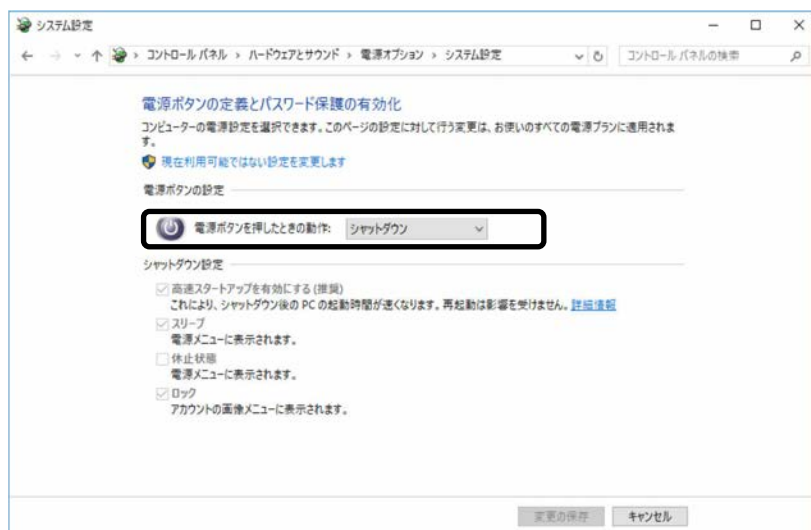 システム設定
コントロール パネル › ハードウェアとサウンド › 電源オプション › システム設定
コントロール パネルの検索
電源ボタンの定義とパスワード保護の有効化
コンピューターの電源設定を選択できます。このページの設定に対して行う変更は、お使いのすべての電源プランに適用されま
す。
現在利用可能ではない設定を変更します
電源ボタンの設定
電源ボタンを押したときの動作: シャットダウン
シャットダウン設定
高速スタートアップを有効にする (推奨)
これにより、シャットダウン後の PC の起動時間が速くなります。再起動は影響を受けません。詳細情報
スリープ
電源メニューに表示されます。
休止状態
電源メニューに表示されます。
ロック
アカウントの画像メニューに表示されます。
変更の保存 キャンセル